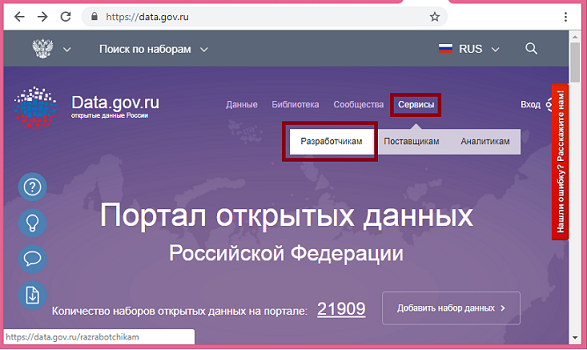 https://data.gov.ru
Поиск по наборам
RUS
Data.gov.ru
открытые данные России
Данные
Библиотека
Сообщества
Сервисы
Вход
Разработчикам
Поставщикам
Аналитикам
Нашли ошибку? Расскажите нам!
Портал открытых данных
Российской Федерации
Количество наборов открытых данных на портале: 21909
Добавить набор данных
https://data.gov.ru/razrabotchikam